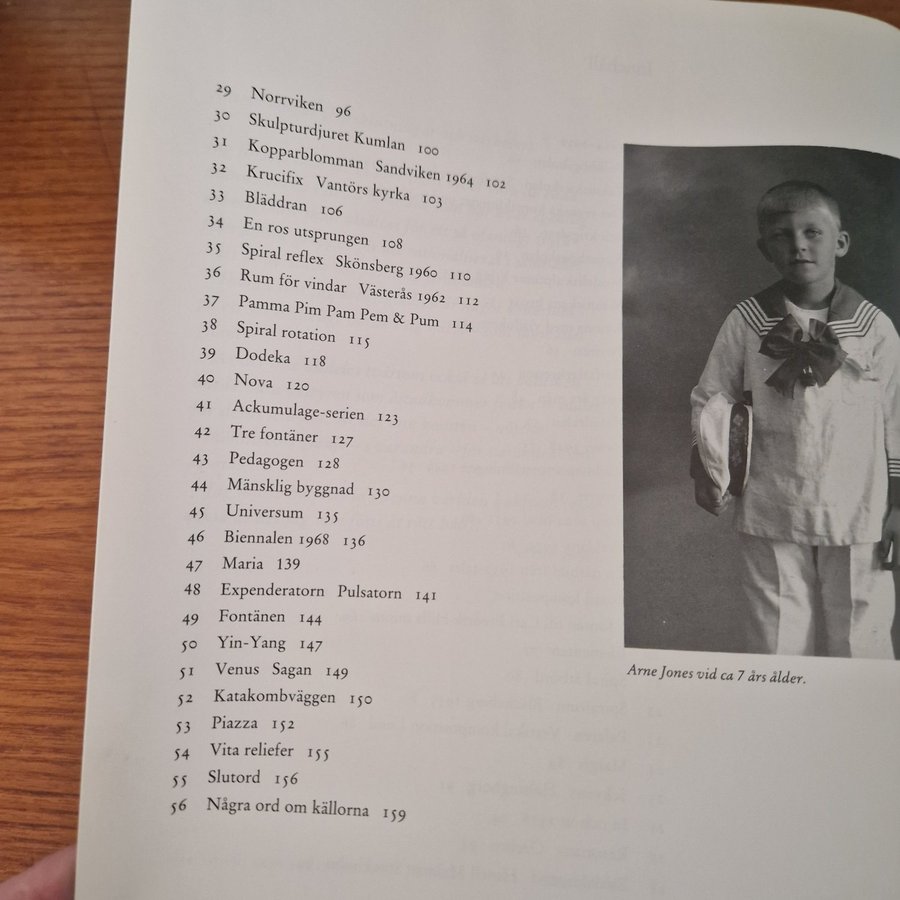 29 Norrviken 96
30 Skulpturdjuret Kumlan 100
31 Kopparblomman Sandviken 1964 102
32 Krucifix Vantörs kyrka 103
33 Bläddran 106
34 En ros utsprungen 108
35 Spiral reflex Skönsberg 1960 110
36 Rum för vindar Västerås 1962 112
37 Pamma Pim Pam Pem & Pum 114
38 Spiral rotation 115
39 Dodeka 118
40 Nova 120
41 Ackumulage-serien 123
42 Tre fontäner 127
43 Pedagogen 128
44 Mänsklig byggnad 130
45 Universum 135
46 Biennalen 1968 136
47 Maria 139
48 Expenderatorn Pulsatorn 141
49 Fontänen 144
50 Yin-Yang 147
51 Venus Sagan 149
52 Katakombväggen 150
53 Piazza 152
54 Vita reliefer 155
55 Slutord 156
56 Några ord om källorna 159
Arne Jones vid ca 7 års ålder.